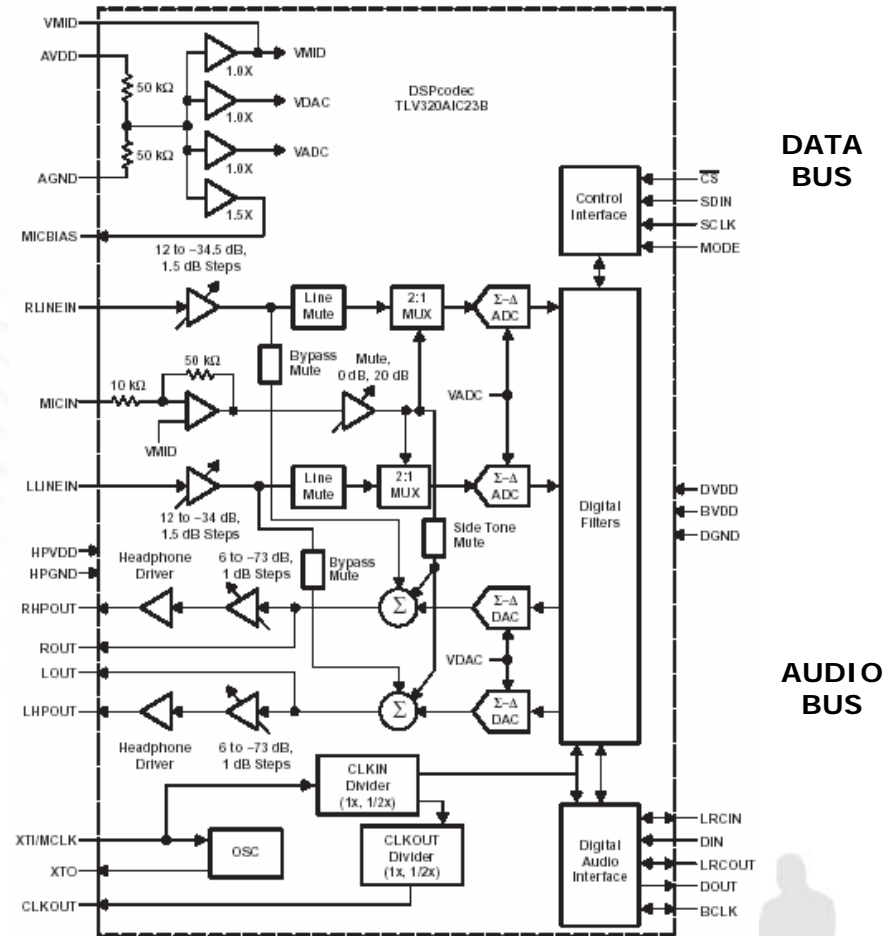 VMID
AVDD
50 kΩ
50 kΩ
AGND
MICBIAS
1.0X
VMID
1.0X
VDAC
1.0X
VADC
1.5X
DSPcodec
TLV320AIC23B
DATA
BUS
Control
Interface
CS
SDIN
SCLK
MODE
12 to –34.5 dB,
1.5 dB Steps
RLINEIN
Line
Mute
2:1
MUX
Σ–Δ
ADC
Bypass
Mute
Mute,
0 dB, 20 dB
50 kΩ
10 kΩ
MICIN
VMID
VADC
LLINEIN
Line
Mute
2:1
MUX
Σ–Δ
ADC
12 to –34 dB,
1.5 dB Steps
Digital
Filters
DVDD
BVDD
DGND
Side Tone
Mute
Bypass
Mute
HPVDD
HPGND
Headphone
Driver
6 to –73 dB,
1 dB Steps
RHPOUT
Σ
Σ–Δ
DAC
ROUT
LOUT
VDAC
LHPOUT
Σ
Σ–Δ
DAC
Headphone
Driver
6 to –73 dB,
1 dB Steps
AUDIO
BUS
CLKIN
Divider
(1x, 1/2x)
XTI/MCLK
OSC
XTO
CLKOUT
Divider
(1x, 1/2x)
CLKOUT
Digital
Audio
Interface
LRCIN
DIN
LRCOUT
DOUT
BCLK